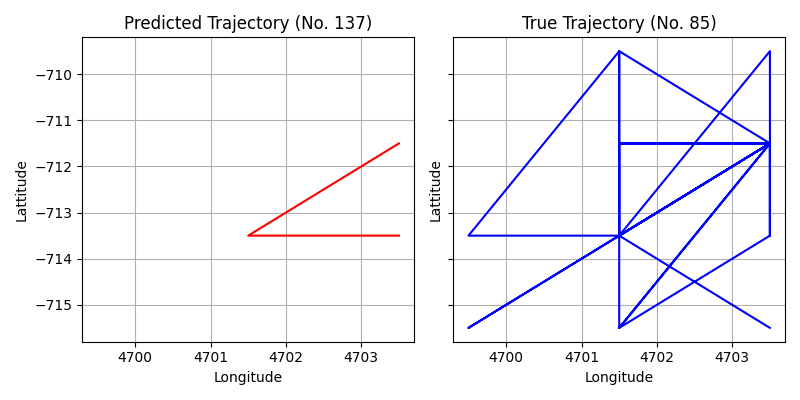 Predicted Trajectory (No. 137)
True Trajectory (No. 85)
−710
−711
−712
−713
−714
−715
Lattitude
Lattitude
4700 4701 4702 4703
4700 4701 4702 4703
Longitude
Longitude